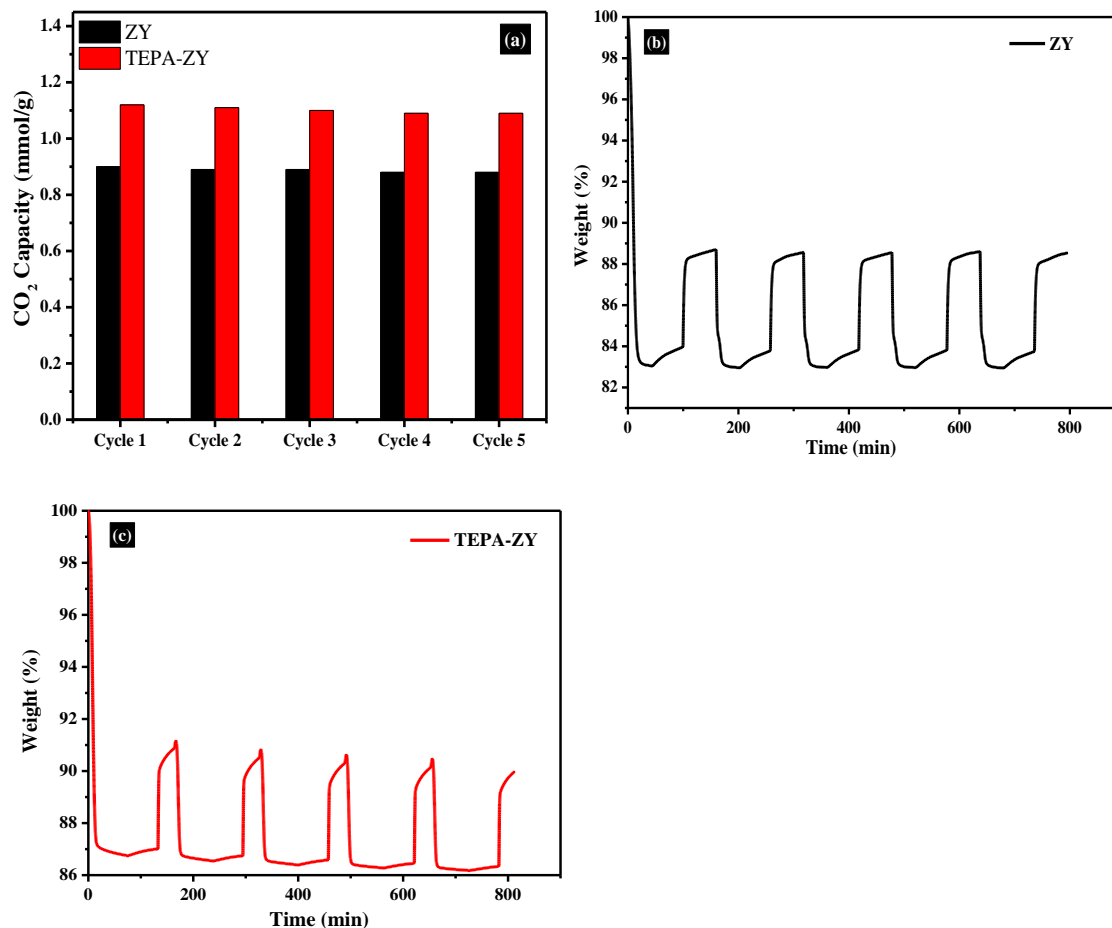 ZY
TEPA-ZY
(a)
CO2 Capacity (mmol/g)
1.4
1.2
1.0
0.8
0.6
0.4
0.2
0.0
Cycle 1 Cycle 2 Cycle 3 Cycle 4 Cycle 5
(b)
ZY
Weight (%)
100
98
96
94
92
90
88
86
84
82
0 200 400 600 800
Time (min)
(c)
TEPA-ZY
Weight (%)
100
98
96
94
92
90
88
86
0 200 400 600 800
Time (min)